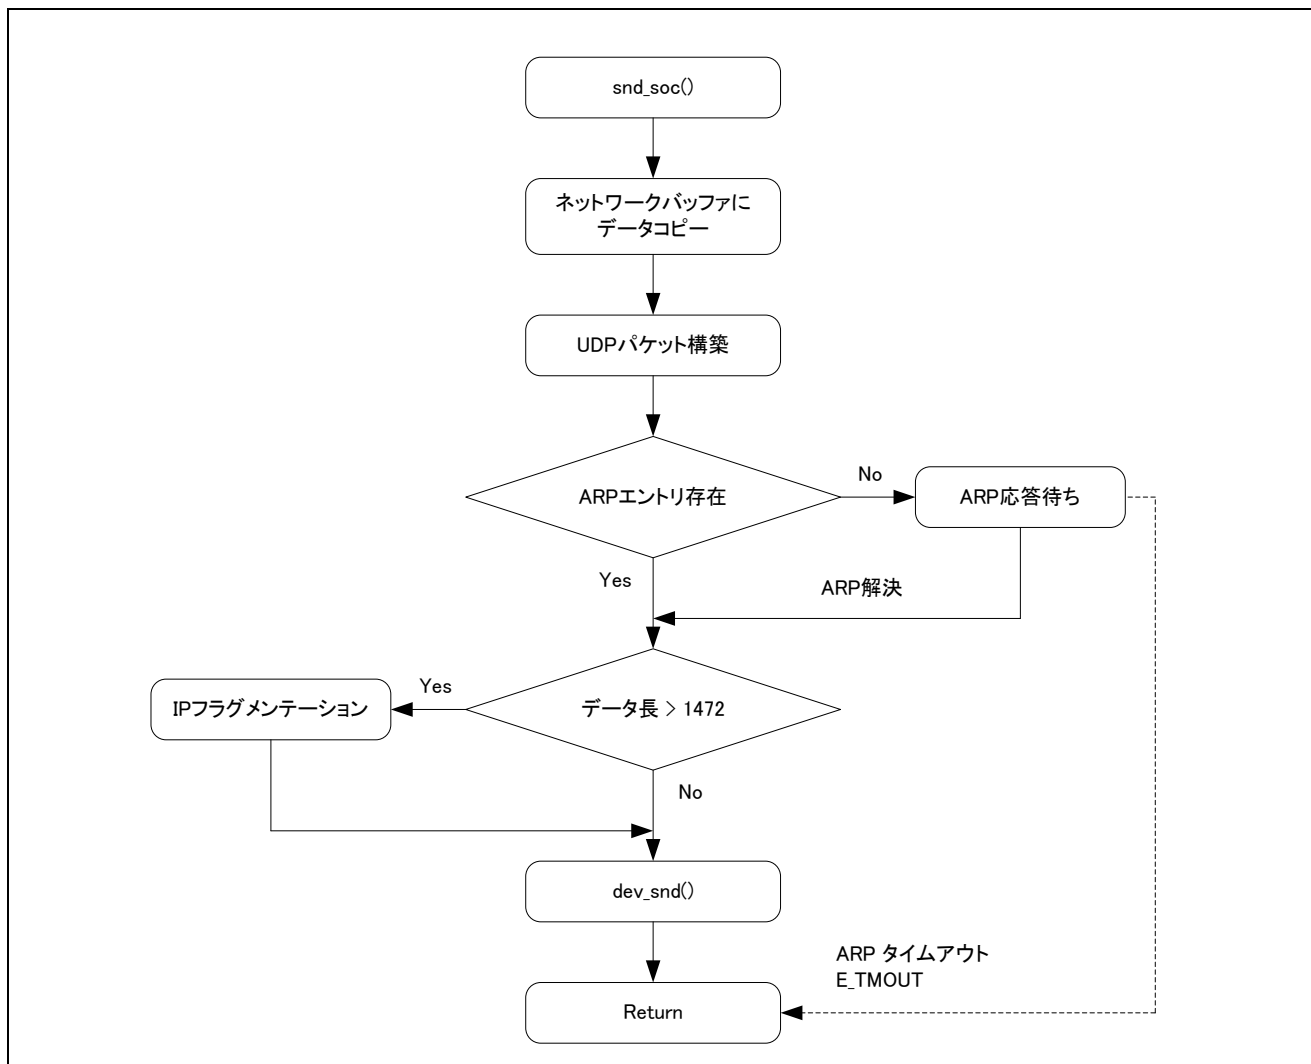 snd_soc()
ネットワークバッファに
データコピー
UDPパケット構築
ARPエントリ存在
No
ARP応答待ち
Yes
ARP解決
データ長 > 1472
Yes
IPフラグメンテーション
No
dev_snd()
ARP タイムアウト
E_TMOUT
Return